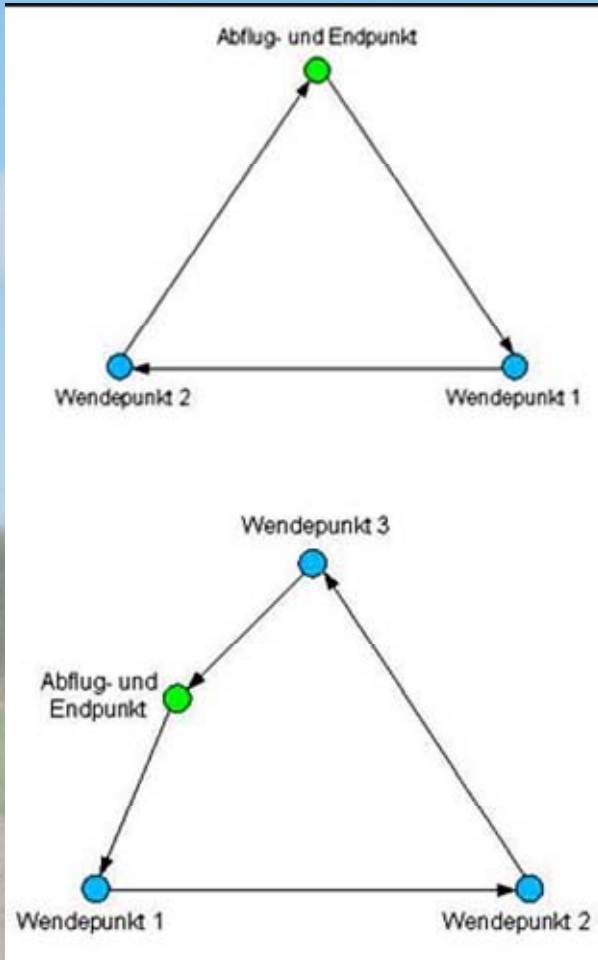 Abflug- und Endpunkt
Wendepunkt 2
Wendepunkt 1
Wendepunkt 3
Abflug- und
Endpunkt
Wendepunkt 1
Wendepunkt 2